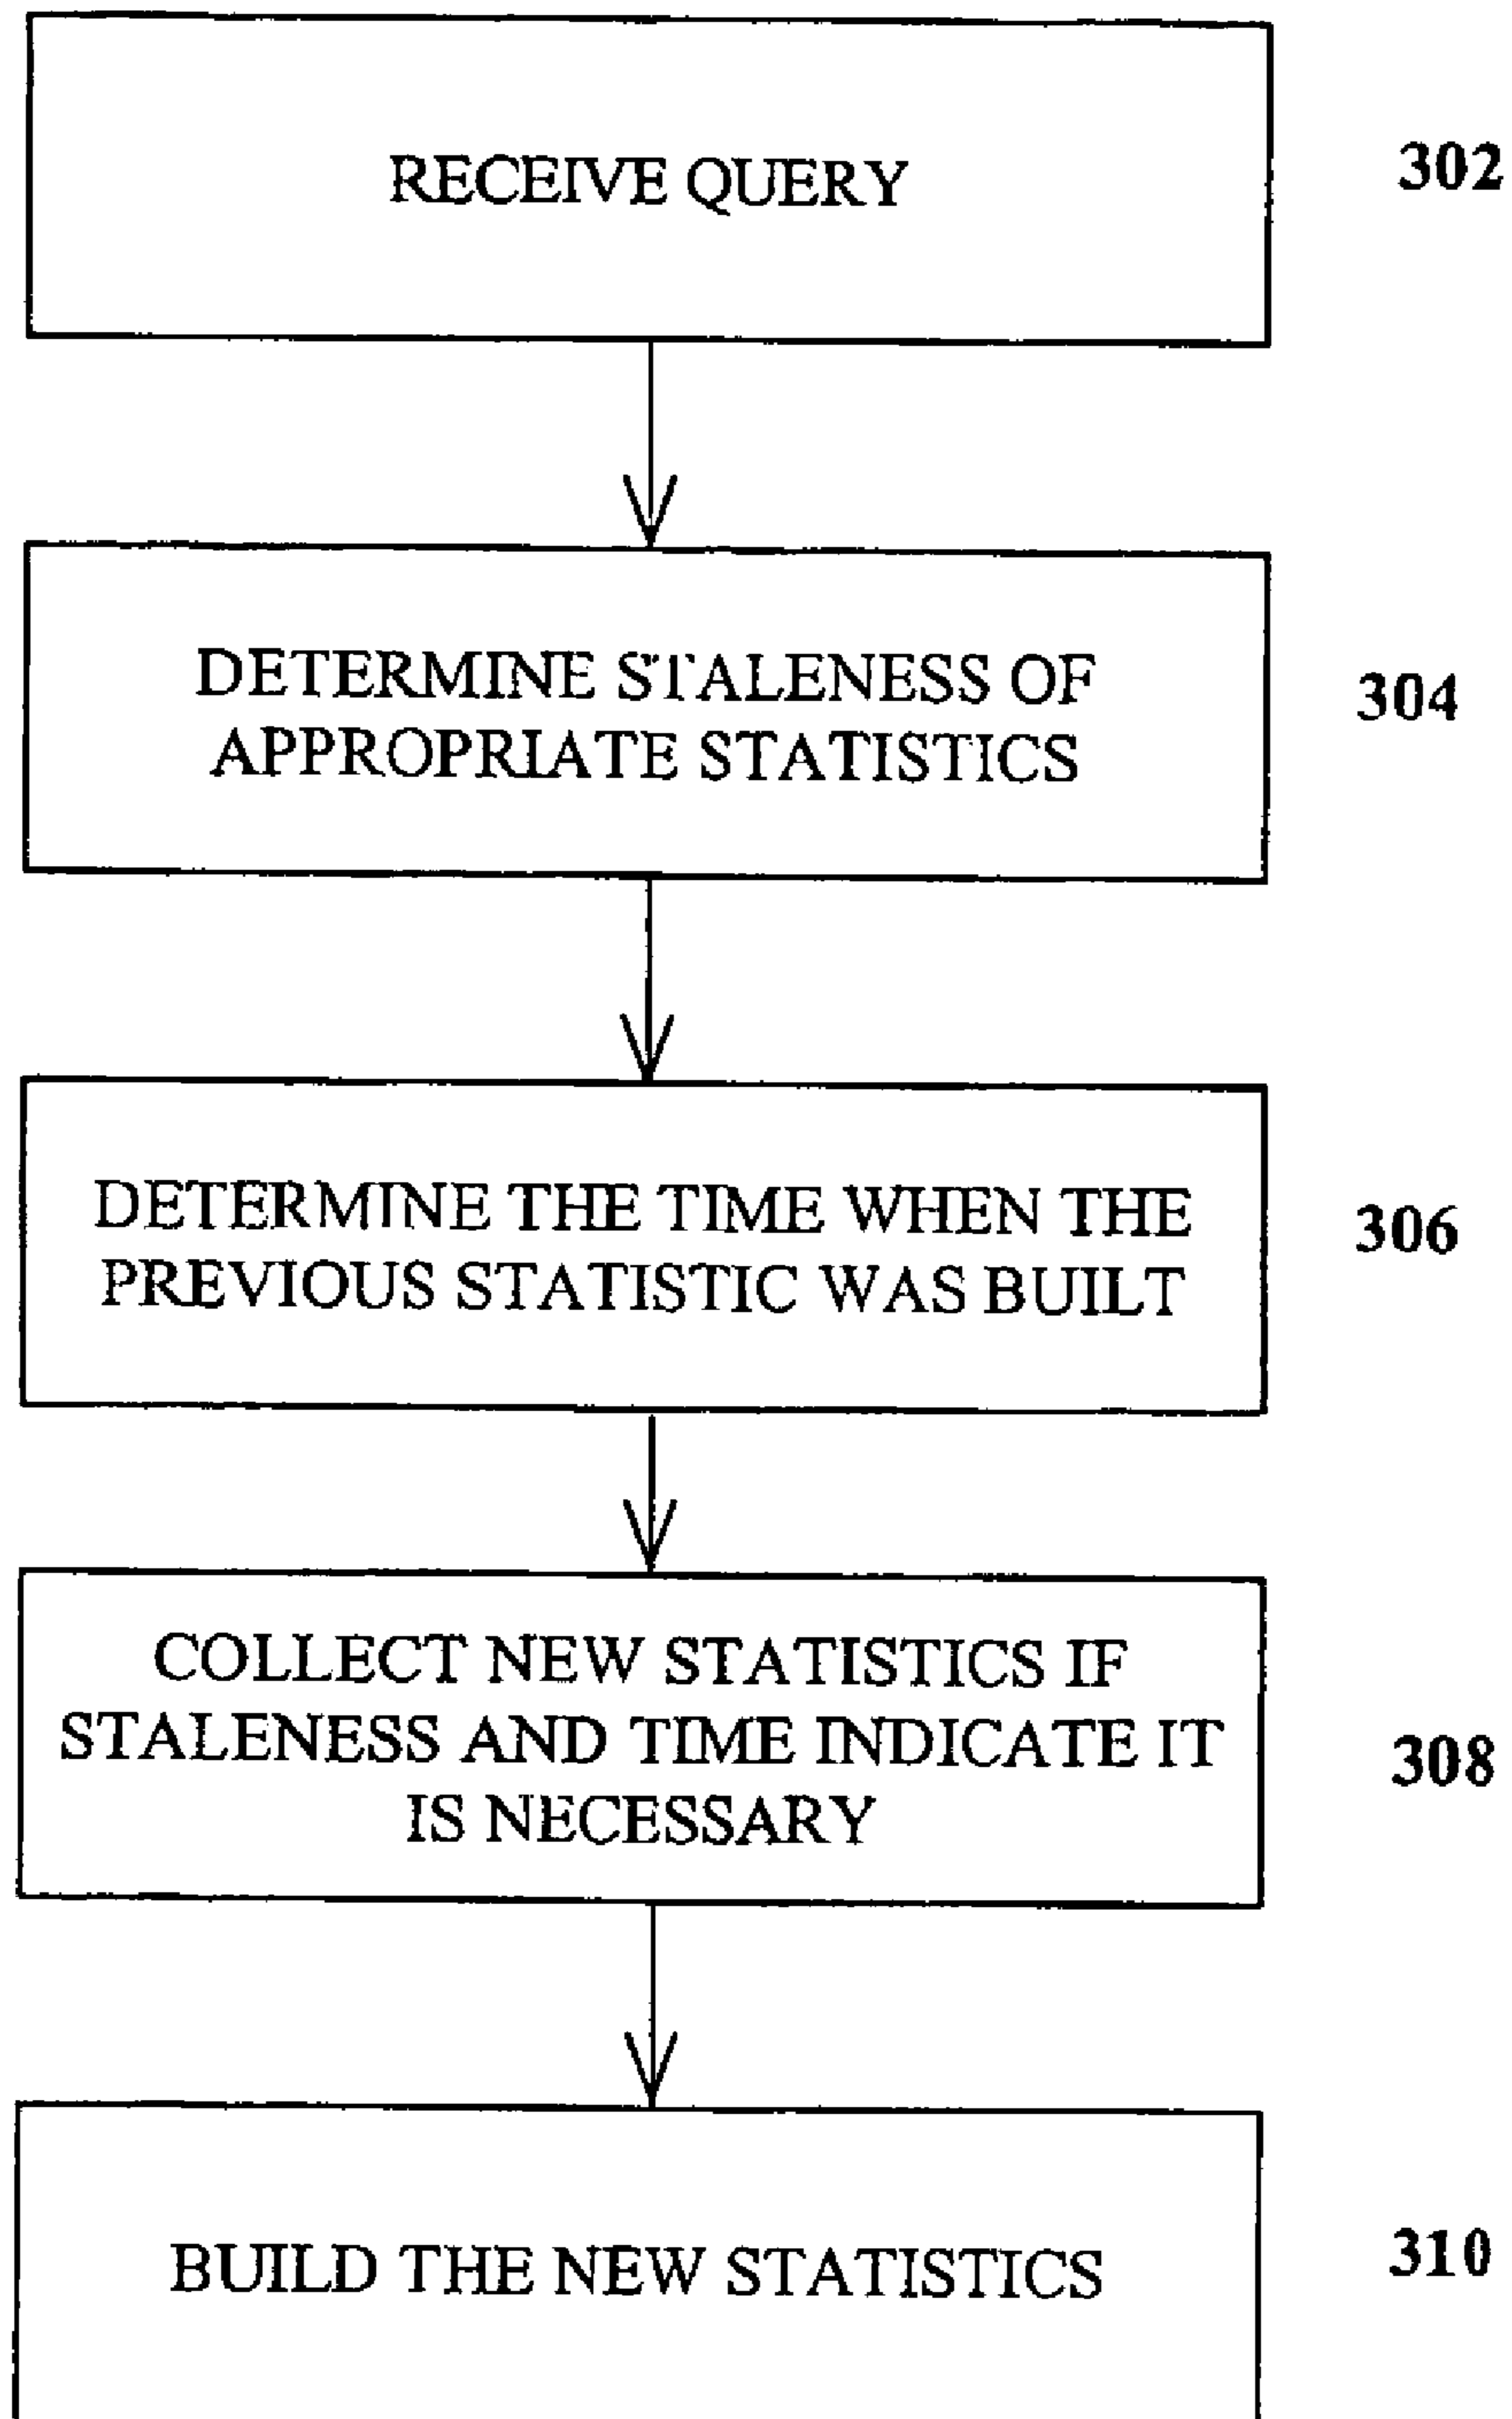 RECEIVE QUERY
302
DETERMINE STALENESS OF
APPROPRIATE STATISTICS
304
DETERMINE THE TIME WHEN THE
PREVIOUS STATISTIC WAS BUILT
306
COLLECT NEW STATISTICS IF
STALENESS AND TIME INDICATE IT
IS NECESSARY
308
BUILD THE NEW STATISTICS
310